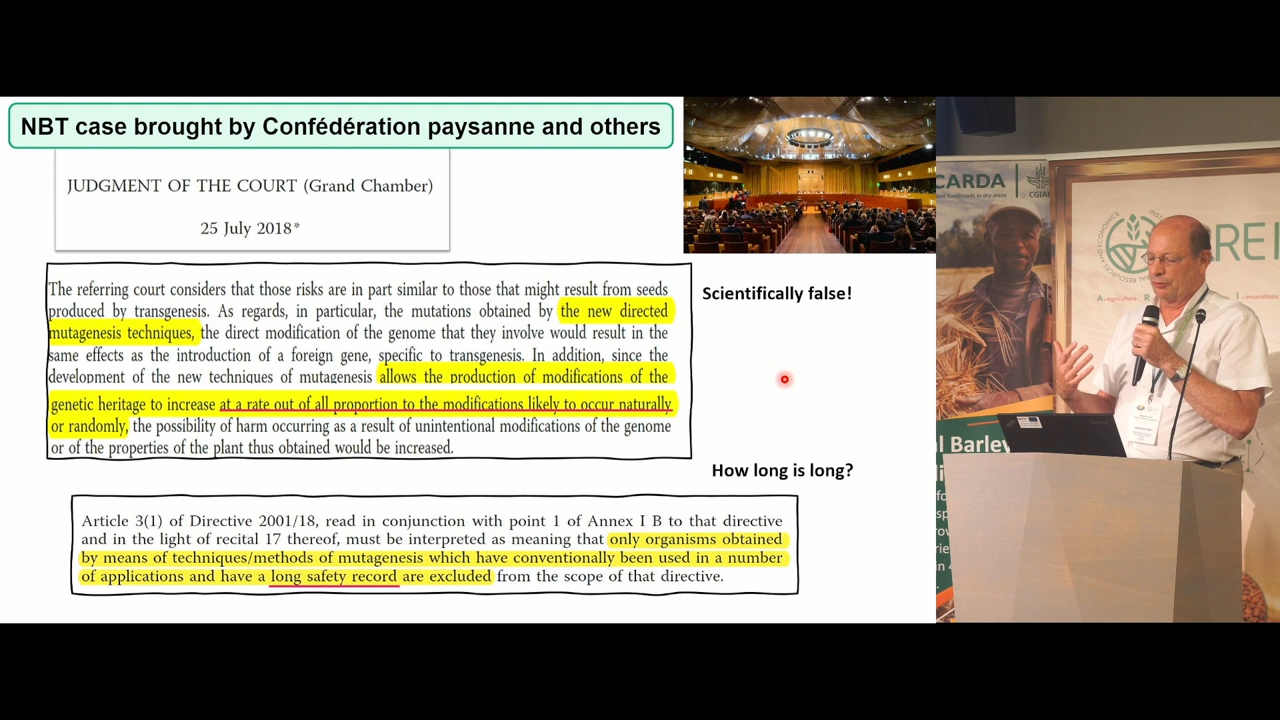 NBT case brought by Confédération paysanne and others
JUDGMENT OF THE COURT (Grand Chamber)
25 July 2018*
The referring court considers that those risks are in part similar to those that might result from seeds
produced by transgenesis. As regards, in particular, the mutations obtained by the new directed
mutagenesis techniques, the direct modification of the genome that they involve would result in the
same effects as the introduction of a foreign gene, specific to transgenesis. In addition, since the
development of the new techniques of mutagenesis allows the production of modifications of the
genetic heritage to increase at a rate out of all proportion to the modifications likely to occur naturally
or randomly, the possibility of harm occurring as a result of unintentional modifications of the genome
or of the properties of the plant thus obtained would be increased.
Scientifically false!
How long is long?
Article 3(1) of Directive 2001/18, read in conjunction with point 1 of Annex I B to that directive
and in the light of recital 17 thereof, must be interpreted as meaning that only organisms obtained
by means of techniques/methods of mutagenesis which have conventionally been used in a number
of applications and have a long safety record are excluded from the scope of that directive.
CARDA
CGIA
REI
Barley